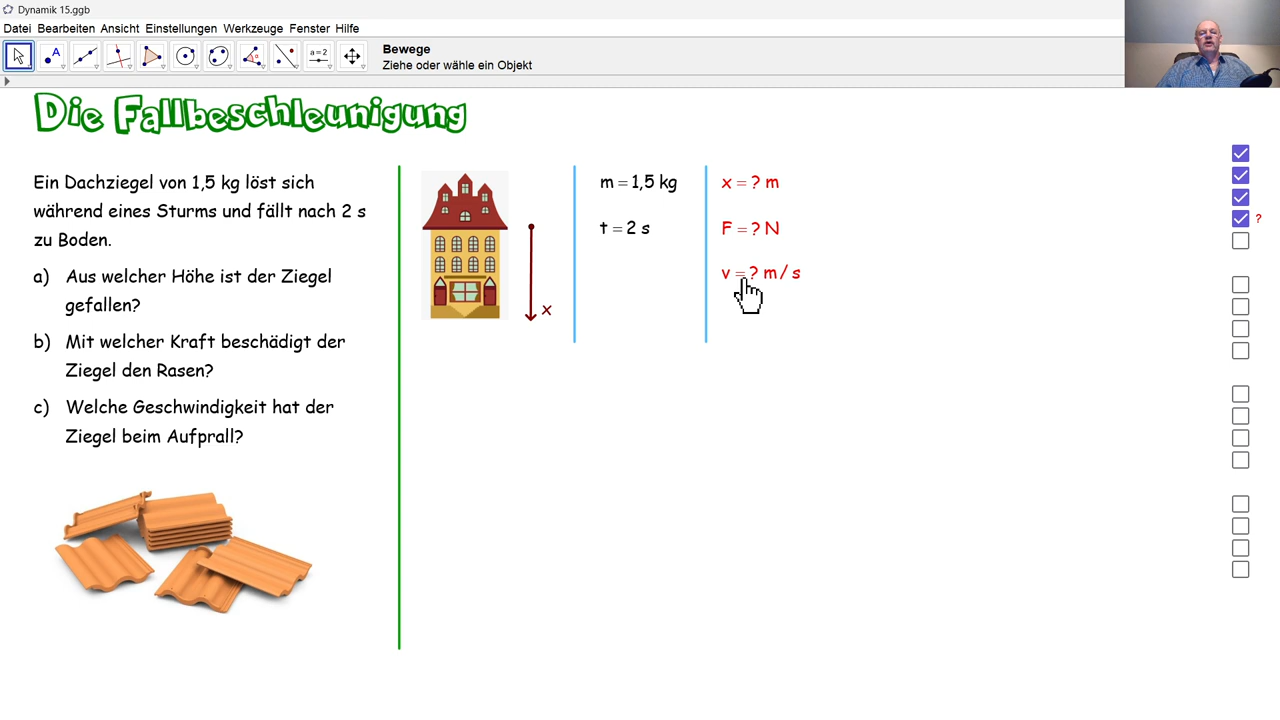 Dynamik 15.ggb
Datei Bearbeiten Ansicht Einstellungen Werkzeuge Fenster Hilfe
A
a=2
Bewege
Ziehe oder wähle ein Objekt
Die Fallbeschleunigung
Ein Dachziegel von 1,5 kg löst sich
während eines Sturms und fällt nach 2 s
zu Boden.
a) Aus welcher Höhe ist der Ziegel
gefallen?
b) Mit welcher Kraft beschädigt der
Ziegel den Rasen?
c) Welche Geschwindigkeit hat der
Ziegel beim Aufprall?
x
m = 1,5 kg
t = 2 s
x = ? m
F = ? N
v = ? m/s
?